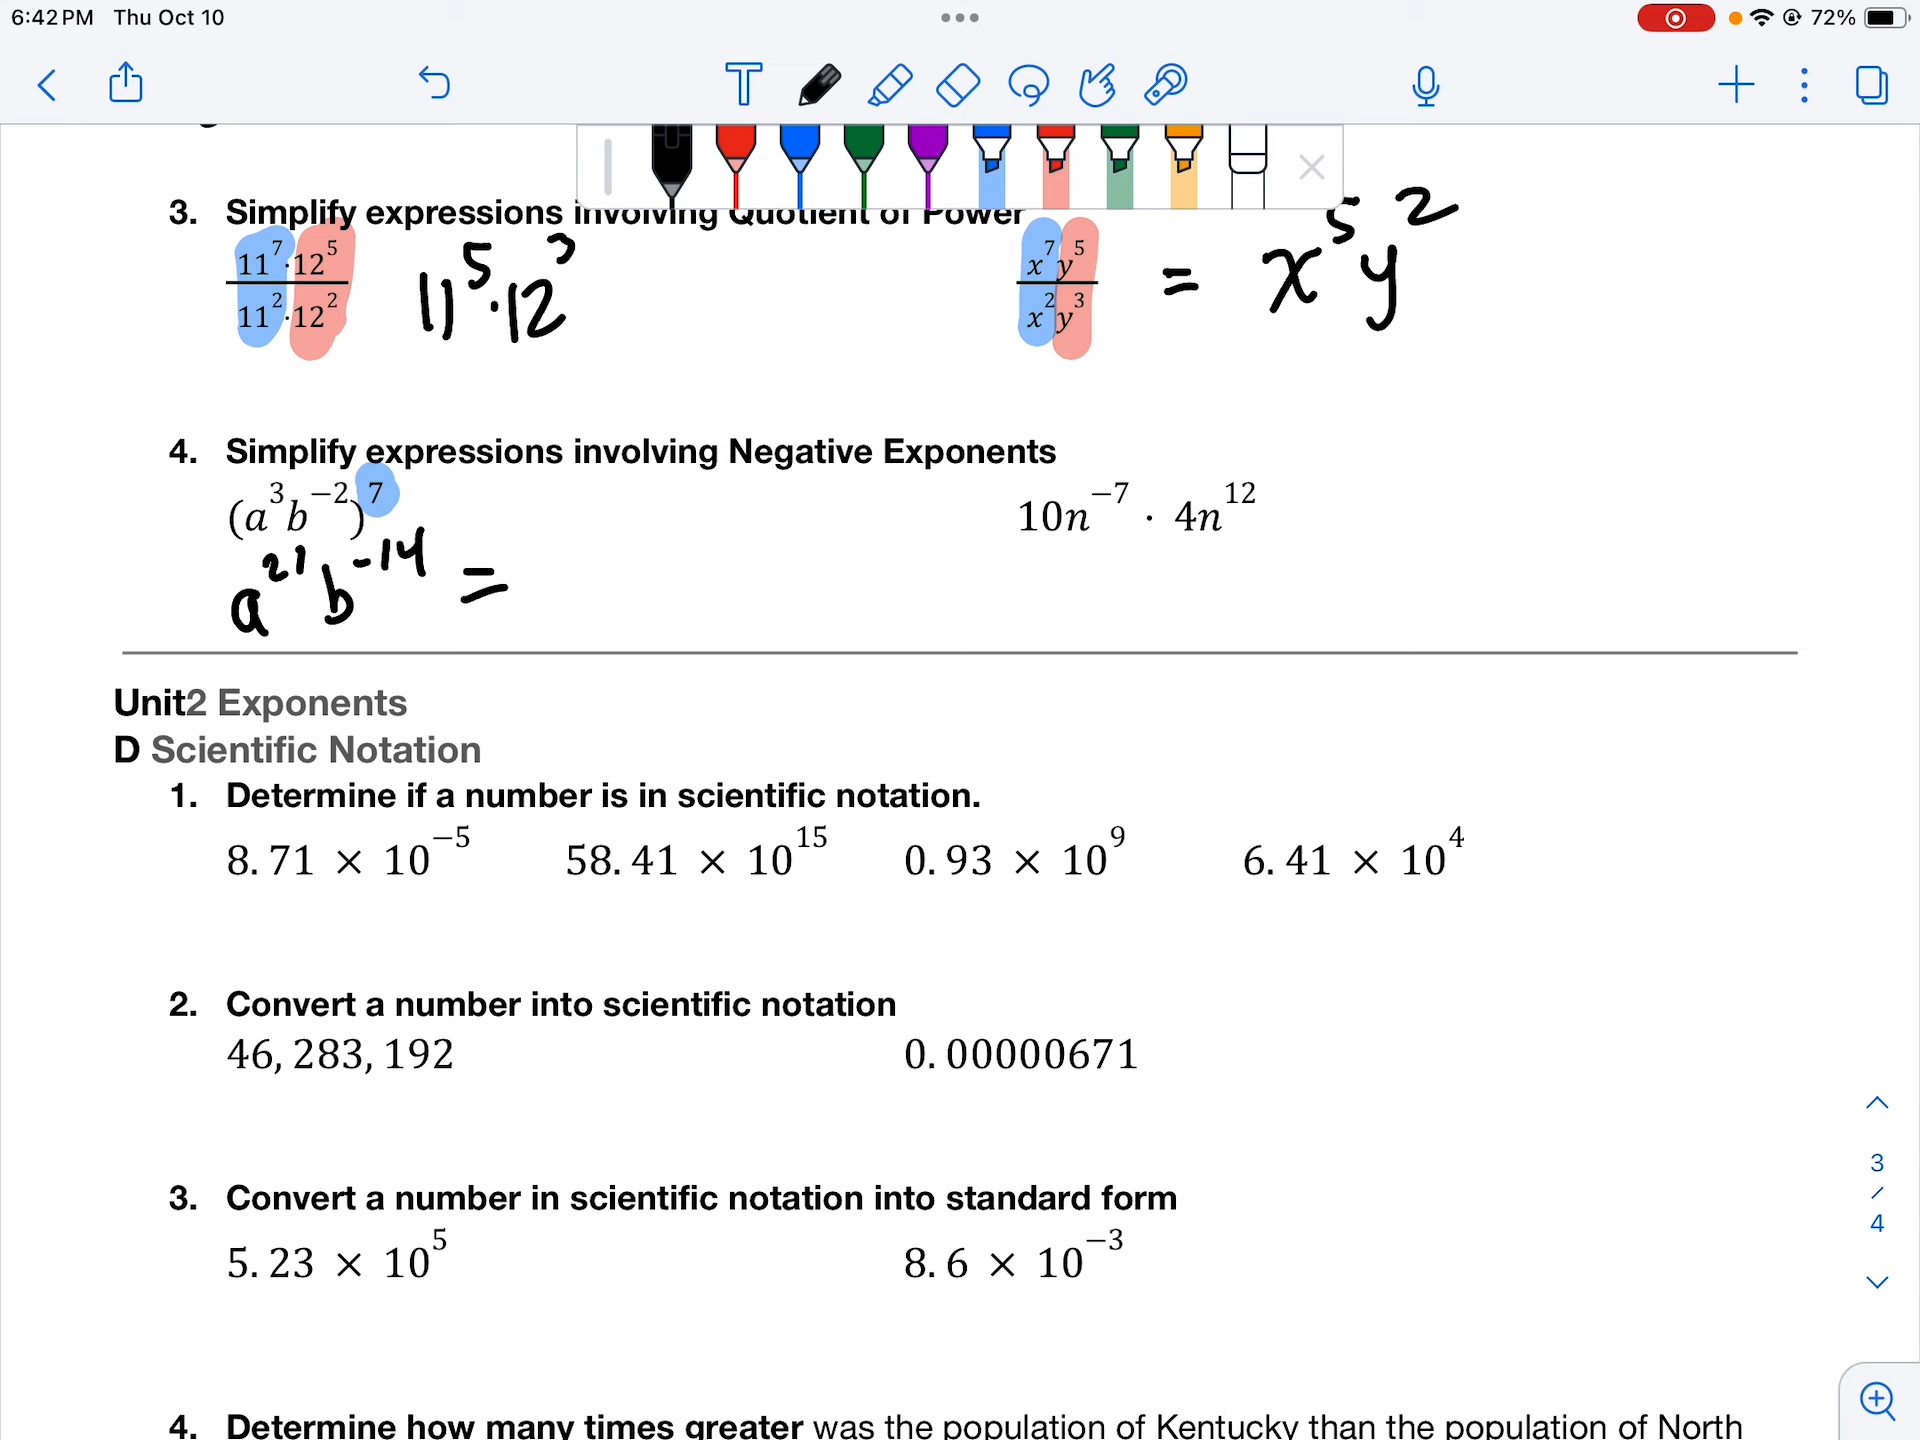 6:42 PM Thu Oct 10
72%
3. Simplify expressions involving Quotient of Power
11^7·12^5 / 11^2·12^2 11^5·12^3
x^7y^5 / x^2y^3 = x^5y^2
4. Simplify expressions involving Negative Exponents
(a^3b^−2)^7 10n^−7 · 4n^12
a^21 b^-14 =
Unit2 Exponents
D Scientific Notation
1. Determine if a number is in scientific notation.
8.71 × 10^−5 58.41 × 10^15 0.93 × 10^9 6.41 × 10^4
2. Convert a number into scientific notation
46,283,192 0.00000671
3. Convert a number in scientific notation into standard form
5.23 × 10^5 8.6 × 10^−3
3
/
4
4. Determine how many times greater was the population of Kentucky than the population of North